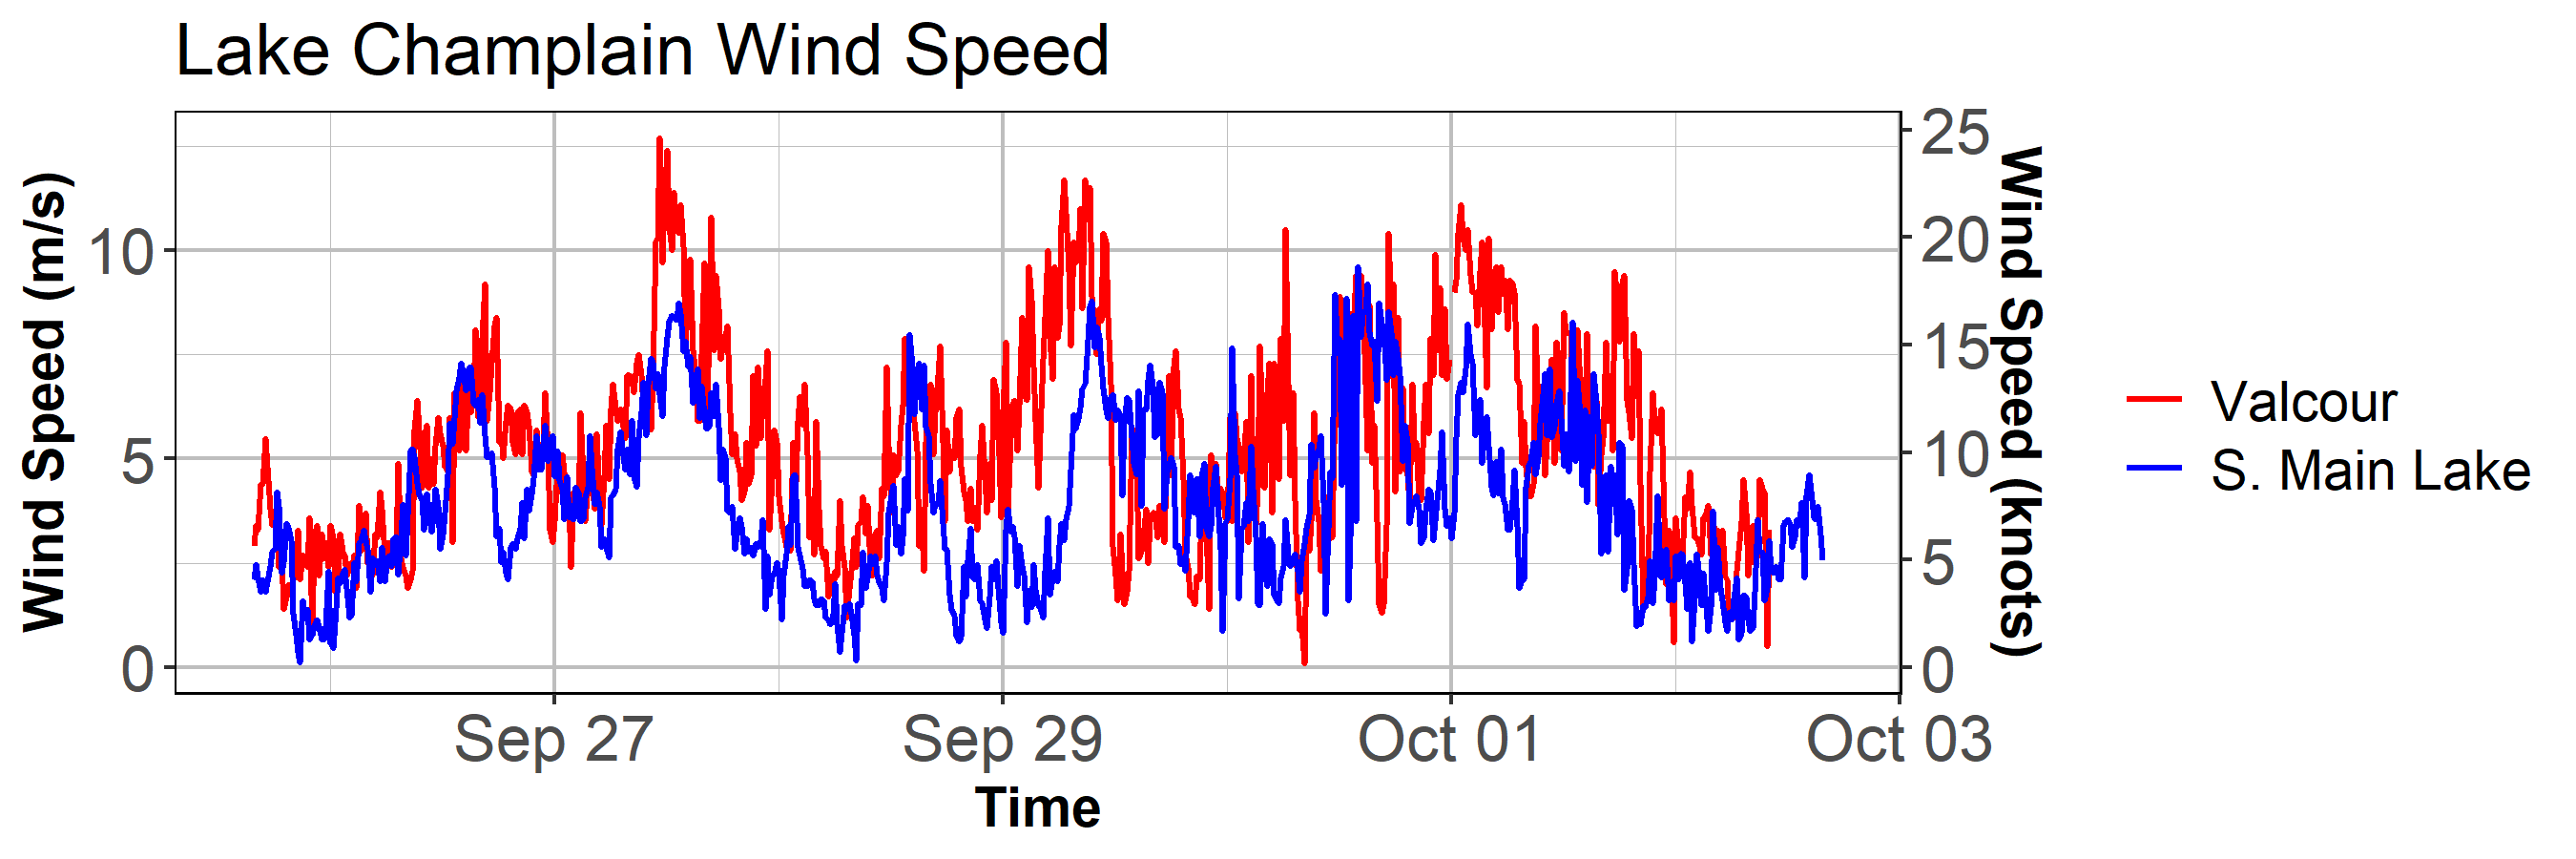 Lake Champlain Wind Speed
Wind Speed (m/s)
10
5
0
25
20
15
10
5
0
Wind Speed (knots)
Sep 27
Sep 29
Oct 01
Oct 03
Time
Valcour
S. Main Lake